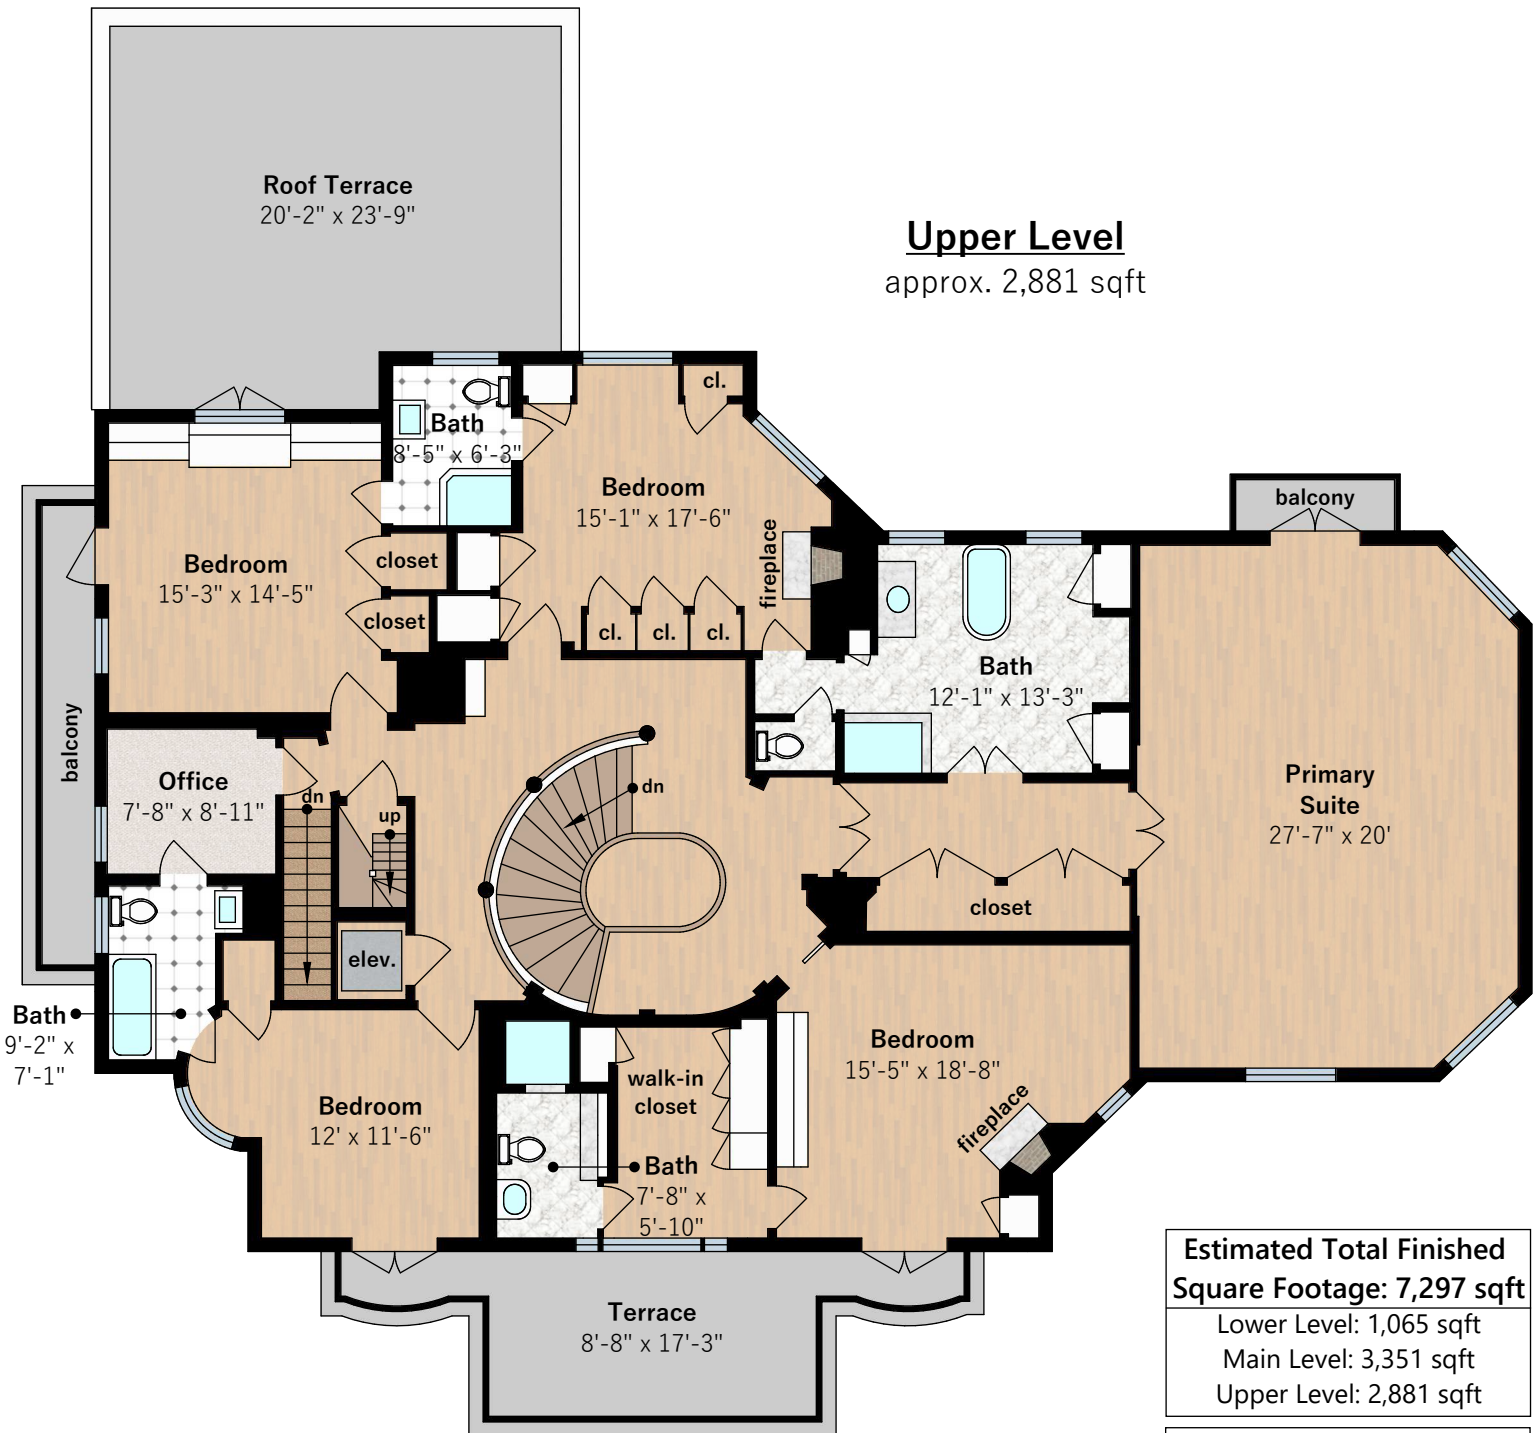 Roof Terrace
20'-2" x 23'-9"
Upper Level
approx. 2,881 sqft
cl.
Bath
8'-5" x 6'-3"
Bedroom
15'-1" x 17'-6"
balcony
fireplace
Bedroom
15'-3" x 14'-5"
closet
closet
cl.
cl.
cl.
Bath
12'-1" x 13'-3"
balcony
Office
7'-8" x 8'-11"
dn
up
dn
Primary
Suite
27'-7" x 20'
closet
elev.
Bath
9'-2" x
7'-1"
Bedroom
15'-5" x 18'-8"
walk-in
closet
Bedroom
12' x 11'-6"
fireplace
Bath
7'-8" x
5'-10"
Terrace
8'-8" x 17'-3"
Estimated Total Finished
Square Footage: 7,297 sqft
Lower Level: 1,065 sqft
Main Level: 3,351 sqft
Upper Level: 2,881 sqft